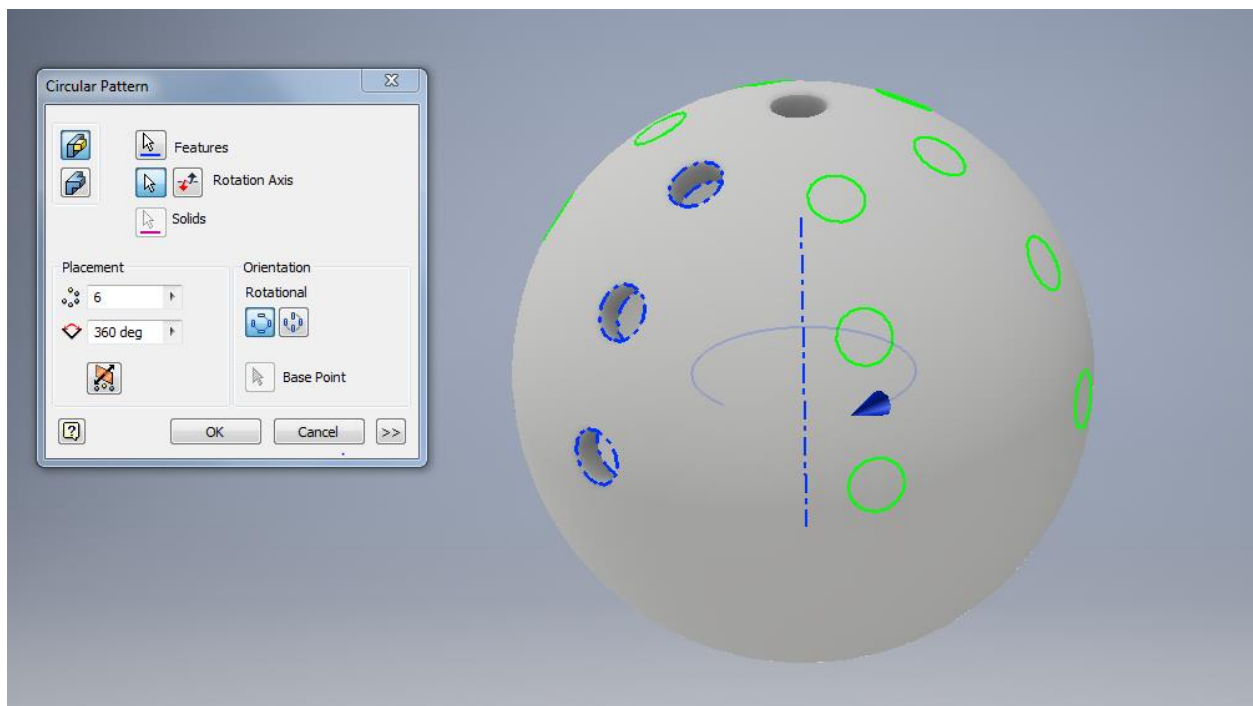 Circular Pattern
Features
Rotation Axis
Solids
Placement
6
360 deg
Orientation
Rotational
Base Point
?
OK
Cancel
>>